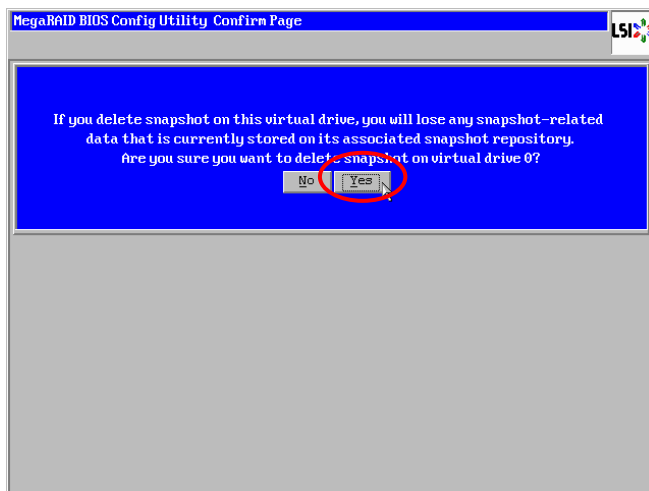 MegaRAID BIOS Config Utility Confirm Page
LSI
If you delete snapshot on this virtual drive, you will lose any snapshot-related
data that is currently stored on its associated snapshot repository.
Are you sure you want to delete snapshot on virtual drive 0?
No Yes